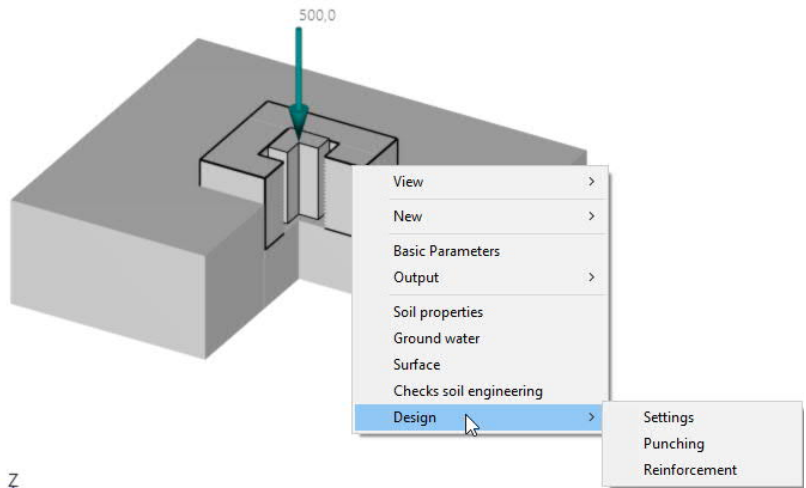 500,0
View
New
Basic Parameters
Output
Soil properties
Ground water
Surface
Checks soil engineering
Design
Settings
Punching
Reinforcement
Z